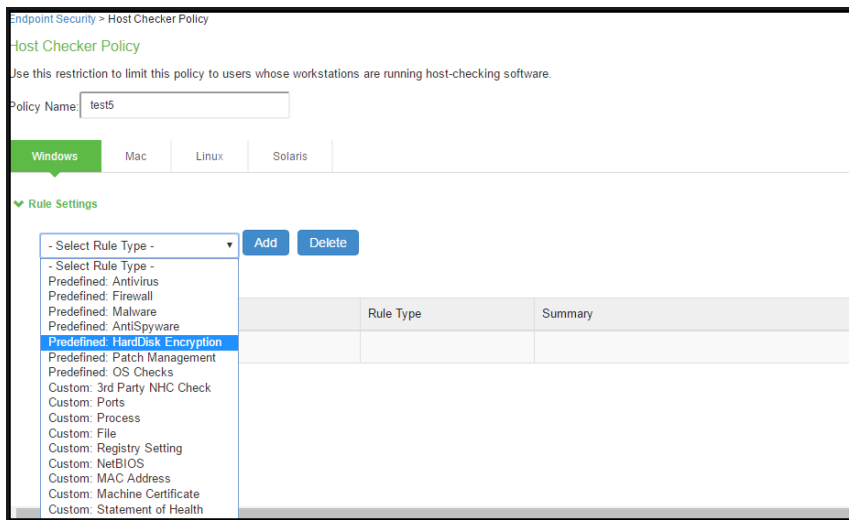 Endpoint Security > Host Checker Policy
Host Checker Policy
Use this restriction to limit this policy to users whose workstations are running host-checking software.
Policy Name: test5
Windows Mac Linux Solaris
Rule Settings
- Select Rule Type - Add Delete
- Select Rule Type -
Predefined: Antivirus
Predefined: Firewall
Predefined: Malware
Rule Type Summary
Predefined: AntiSpyware
Predefined: HardDisk Encryption
Predefined: Patch Management
Predefined: OS Checks
Custom: 3rd Party NHC Check
Custom: Ports
Custom: Process
Custom: File
Custom: Registry Setting
Custom: NetBIOS
Custom: MAC Address
Custom: Machine Certificate
Custom: Statement of Health